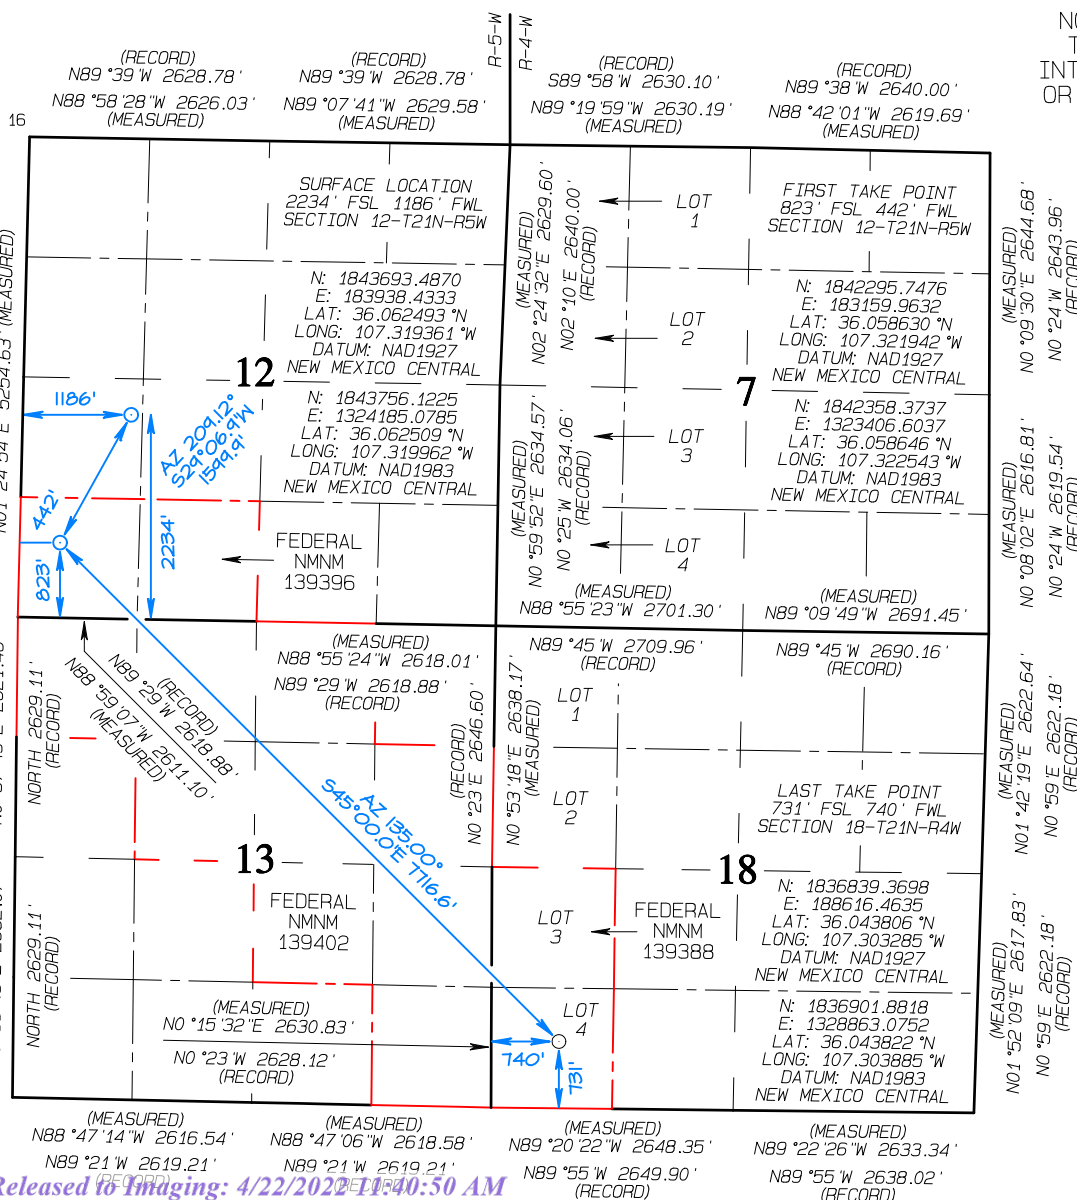 NO
T
INT
OR
R-5-W
R-4-W
(RECORD)
N89°39'W 2628.78'
N88°58'28"W 2626.03'
(MEASURED)
(RECORD)
N89°39'W 2628.78'
N89°07'41"W 2629.58'
(MEASURED)
(RECORD)
S89°58'W 2630.10'
N89°19'59"W 2630.19'
(MEASURED)
(RECORD)
N89°38'W 2640.00'
N88°42'01"W 2619.69'
(MEASURED)
16
SURFACE LOCATION
2234' FSL 1186' FWL
SECTION 12-T21N-R5W
N: 1843693.4870
E: 183938.4333
LAT: 36.062493°N
LONG: 107.319361°W
DATUM: NAD1927
NEW MEXICO CENTRAL
N: 1843756.1225
E: 1324185.0785
LAT: 36.062509°N
LONG: 107.319962°W
DATUM: NAD1983
NEW MEXICO CENTRAL
12
(MEASURED)
N02°24'32"E 2629.60'
N02°10'E 2640.00'
(RECORD)
(MEASURED)
N0°59'52"E 2634.57'
N0°25'W 2634.06'
(RECORD)
LOT
1
LOT
2
LOT
3
LOT
4
7
FIRST TAKE POINT
823' FSL 442' FWL
SECTION 12-T21N-R5W
N: 1842295.7476
E: 183159.9632
LAT: 36.058630°N
LONG: 107.321942°W
DATUM: NAD1927
NEW MEXICO CENTRAL
N: 1842358.3737
E: 1323406.6037
LAT: 36.058646°N
LONG: 107.322543°W
DATUM: NAD1983
NEW MEXICO CENTRAL
(MEASURED)
N0°09'30"E 2644.68'
N0°24'W 2643.96'
(RECORD)
(MEASURED)
N0°08'02"E 2616.81'
N0°24'W 2619.54'
(RECORD)
5254.63' (MEASURED)
1186'
AZ 209.12°
S29°06.9'W
1599.9'
442'
823'
2234'
FEDERAL
NMNM
139396
(MEASURED)
N88°55'23"W 2701.30'
(MEASURED)
N89°09'49"W 2691.45'
N89°45'W 2709.96'
(RECORD)
N89°45'W 2690.16'
(RECORD)
(MEASURED)
N88°55'24"W 2618.01'
N89°29'W 2618.88'
(RECORD)
(RECORD)
N89°29'W 2618.88'
N88°59'07"W 2611.10'
(MEASURED)
NORTH 2629.11'
(RECORD)
NORTH 2629.11'
(RECORD)
(RECORD)
N0°23'E 2646.60'
N0°53'18"E 2638.17'
(MEASURED)
AZ 135.00°
S45°00.0'E 7716.6'
13
FEDERAL
NMNM
139402
(MEASURED)
N0°15'32"E 2630.83'
N0°23'W 2628.12'
(RECORD)
LOT
1
LOT
2
LOT
3
LOT
4
FEDERAL
NMNM
139388
18
740'
731'
LAST TAKE POINT
731' FSL 740' FWL
SECTION 18-T21N-R4W
N: 1836839.3698
E: 188616.4635
LAT: 36.043806°N
LONG: 107.303285°W
DATUM: NAD1927
NEW MEXICO CENTRAL
N: 1836901.8818
E: 1328863.0752
LAT: 36.043822°N
LONG: 107.303885°W
DATUM: NAD1983
NEW MEXICO CENTRAL
(MEASURED)
N01°42'19"E 2622.64'
N0°59'E 2622.18'
(RECORD)
(MEASURED)
N01°52'09"E 2617.83'
N0°59'E 2622.18'
(RECORD)
(MEASURED)
N88°47'14"W 2616.54'
N89°21'W 2619.21'
(RECORD)
(MEASURED)
N88°47'06"W 2618.58'
N89°21'W 2619.21'
(RECORD)
(MEASURED)
N89°20'22"W 2648.35'
N89°55'W 2649.90'
(RECORD)
(MEASURED)
N89°22'26"W 2633.34'
N89°55'W 2638.02'
(RECORD)
Released to Imaging: 4/22/2022 11:40:50 AM